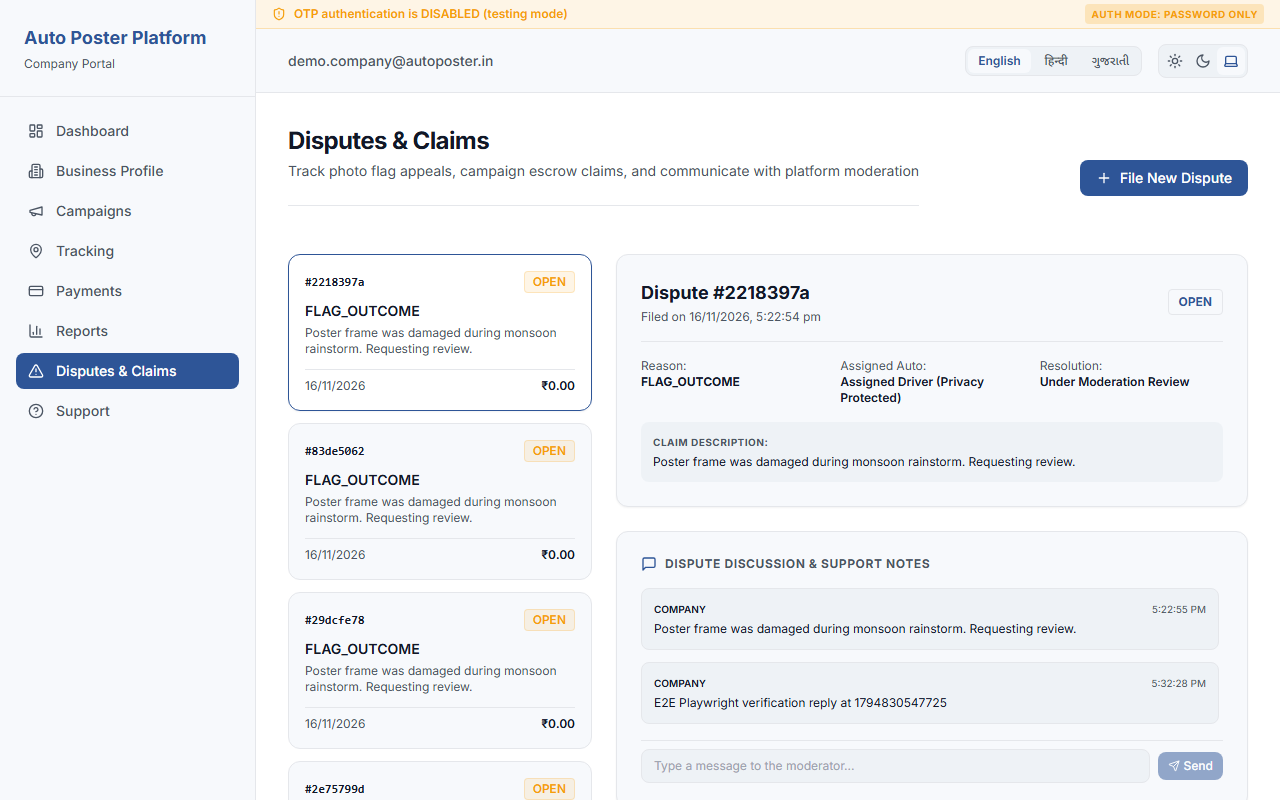 OTP authentication is DISABLED (testing mode)
AUTH MODE: PASSWORD ONLY
Auto Poster Platform
Company Portal
demo.company@autoposter.in
English
हिन्दी
ગુજરાતી
Dashboard
Business Profile
Campaigns
Tracking
Payments
Reports
Disputes & Claims
Support
Disputes & Claims
Track photo flag appeals, campaign escrow claims, and communicate with platform moderation
File New Dispute
#2218397a
OPEN
FLAG_OUTCOME
Poster frame was damaged during monsoon
rainstorm. Requesting review.
16/11/2026
₹0.00
#83de5062
OPEN
FLAG_OUTCOME
Poster frame was damaged during monsoon
rainstorm. Requesting review.
16/11/2026
₹0.00
#29dcfe78
OPEN
FLAG_OUTCOME
Poster frame was damaged during monsoon
rainstorm. Requesting review.
16/11/2026
₹0.00
#2e75799d
OPEN
Dispute #2218397a
Filed on 16/11/2026, 5:22:54 pm
OPEN
Reason:
FLAG_OUTCOME
Assigned Auto:
Assigned Driver (Privacy
Protected)
Resolution:
Under Moderation Review
CLAIM DESCRIPTION:
Poster frame was damaged during monsoon rainstorm. Requesting review.
DISPUTE DISCUSSION & SUPPORT NOTES
COMPANY
5:22:55 PM
Poster frame was damaged during monsoon rainstorm. Requesting review.
COMPANY
5:32:28 PM
E2E Playwright verification reply at 1794830547725
Type a message to the moderator...
Send